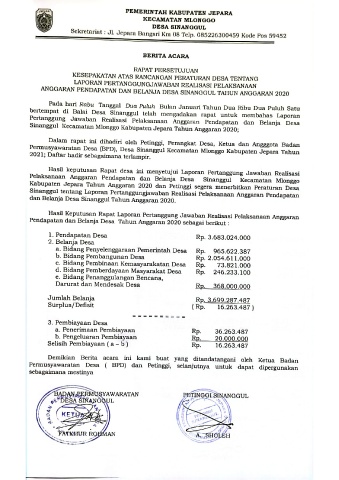 PEMERINTAH KABUPATEN JEPARA
KECAMATAN MLONGGO
DESA SINANGGUL
Sekretariat : Jl. Jepara Bangsri Km 08 Telp. 085226300459 Kode Pos 59452
BERITA ACARA
RAPAT PERSETUJUAN
KESEPAKATAN ATAS RANCANGAN PERATURAN DESA TENTANG
LAPORAN PERTANGGUNGJAWABAN REALISASI PELAKSANAAN
ANGGARAN PENDAPATAN DAN BELANJA DESA SINANGGUL TAHUN ANGGARAN 2020
Pada hari Rebu Tanggal Dua Puluh Bulan Januari Tahun Dua Ribu Dua Puluh Satu
bertempat di Balai Desa Sinanggul telah mengadakan rapat untuk membahas Laporan
Pertanggung Jawaban Realisasi Pelaksanaan Anggaran Pendapatan dan Belanja Desa
Sinanggul Kecamatan Mlonggo Kabupaten Jepara Tahun Anggaran 2020;
Dalam rapat ini dihadiri oleh Petinggi, Perangkat Desa, Ketua dan Anggota Badan
Permusyawaratan Desa (BPD), Desa Sinanggul Kecamatan Mlonggo Kabupaten Jepara Tahun
2021; Daftar hadir sebagaimana terlampir.
Hasil keputusan Rapat desa ini menyetujui Laporan Pertanggung Jawaban Realisasi
Pelaksanaan Anggaran Pendapatan dan Belanja Desa Sinanggul Kecamatan Mlonggo
Kabupaten Jepara Tahun Anggaran 2020 dan Petinggi segera menerbitkan Peraturan Desa
Sinanggul tentang Laporan Pertanggungjawaban Realisasi Pelaksanaan Anggaran Pendapatan
dan Belanja Desa Sinanggul Tahun Anggaran 2020.
Hasil Keputusan Rapat Laporan Pertanggung Jawaban Realisasi Pelaksanaan Anggaran
Pendapatan dan Belanja Desa Tahun Anggaran 2020 sebagai berikut :
1. Pendapatan Desa Rp. 3.683.024.000
2. Belanja Desa
a. Bidang Penyelenggaraan Pemerintah Desa Rp. 965.622.387
b. Bidang Pembangunan Desa Rp. 2.054.611.000
c. Bidang Pembinaan Kemasyarakatan Desa Rp. 73.821.000
d. Bidang Pemberdayaan Masyarakat Desa Rp. 246.233.100
e. Bidang Penanggulangan Bencana,
Darurat dan Mendesak Desa Rp. 368.000.000
Jumlah Belanja Rp. 3.699.287.487
Surplus/Defisit ( Rp. 16.263.487 )
3. Pembiayaan Desa
a. Penerimaan Pembiayaan Rp. 36.263.487
b. Pengeluaran Pembiayaan Rp. 20.000.000
Selisih Pembiayaan ( a – b ) Rp. 16.263.487
Demikian Berita acara ini kami buat yang ditandatangani oleh Ketua Badan
Permusyawaratan Desa ( BPD) dan Petinggi, selanjutnya untuk dapat dipergunakan
sebagaimana mestinya
BADAN PERMUSYAWARATAN
DESA SINANGGUL
PETINGGI SINANGGUL
KETUA
FATKHUR ROHMAN
A. SHOLEH